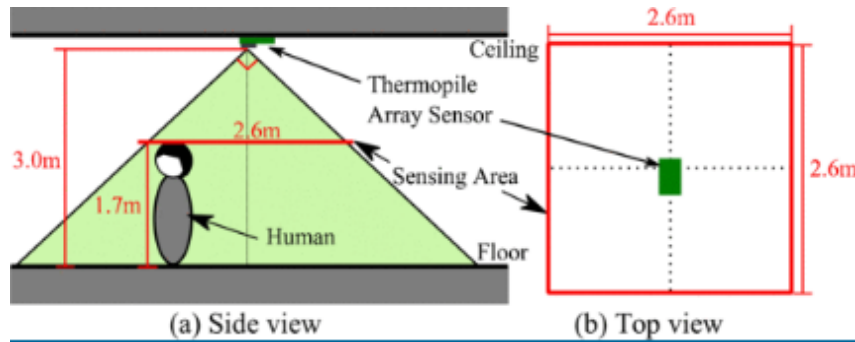 2.6m
Ceiling
Thermopile
Array Sensor
2.6m
3.0m
Sensing Area
2.6m
1.7m
Human
Floor
(a) Side view
(b) Top view